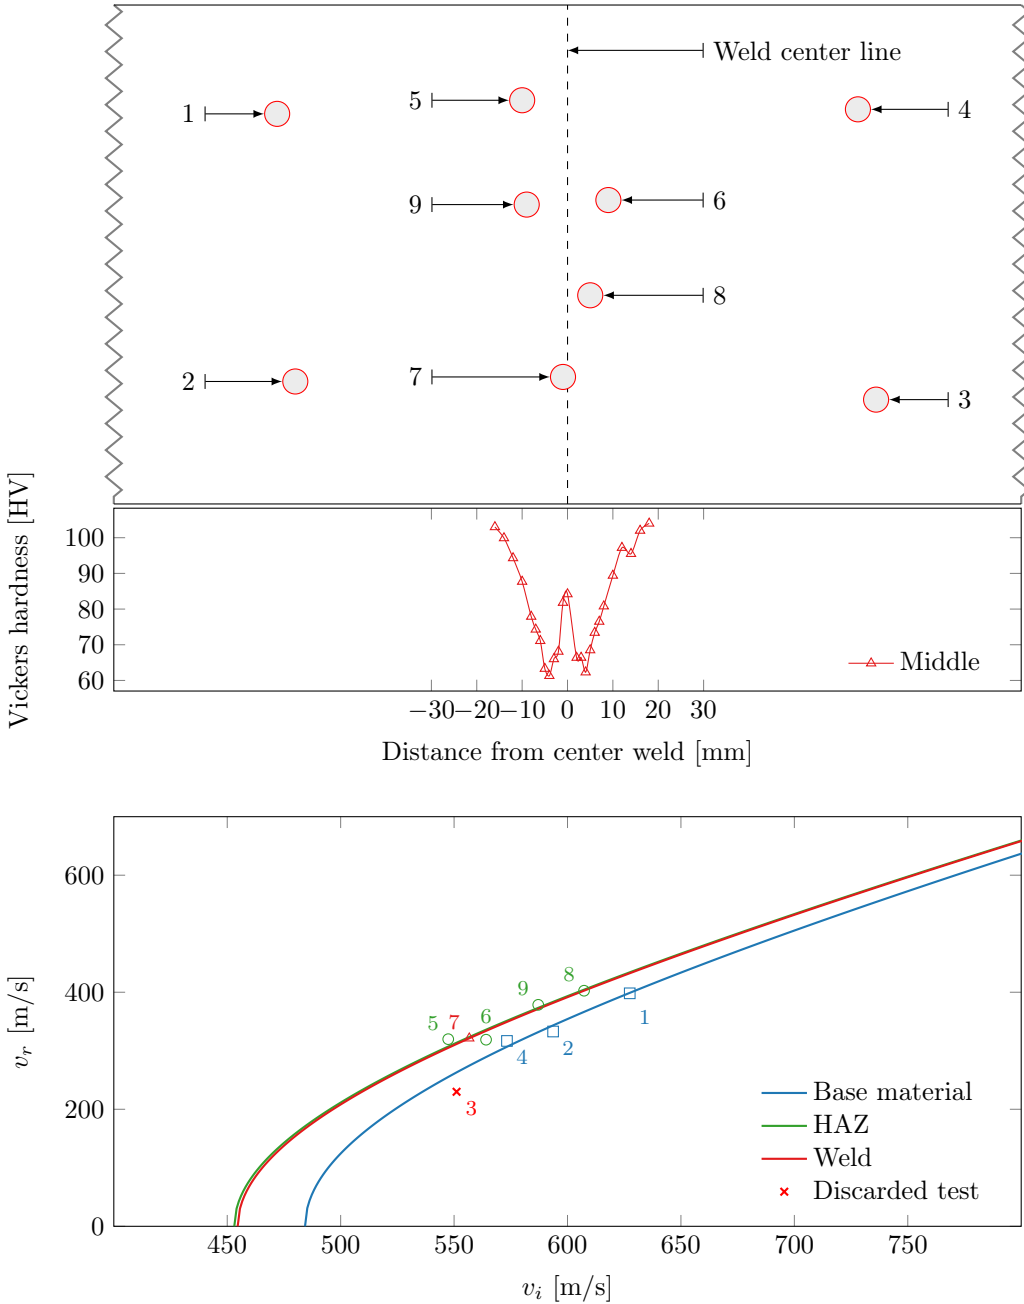 Weld center line
1
5
4
9
6
8
2
7
3
Vickers hardness [HV]
100
90
80
70
60
Middle
−30 −20 −10 0 10 20 30
Distance from center weld [mm]
600
400
200
0
v_r [m/s]
8
9
6
7
5
1
2
4
3
Base material
HAZ
Weld
Discarded test
450 500 550 600 650 700 750
v_i [m/s]